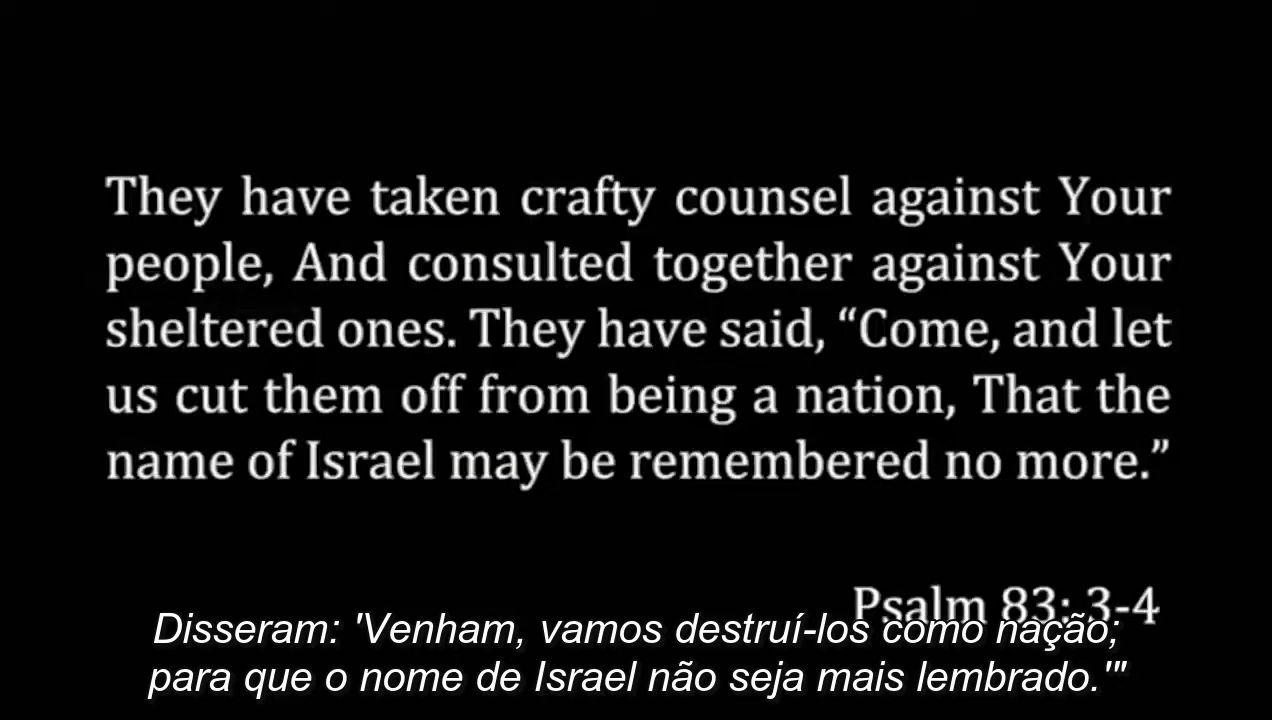 They have taken crafty counsel against Your
people, And consulted together against Your
sheltered ones. They have said, “Come, and let
us cut them off from being a nation, That the
name of Israel may be remembered no more.”
Psalm 83: 3-4
Disseram: 'Venham, vamos destruí-los como nação;
para que o nome de Israel não seja mais lembrado.'"